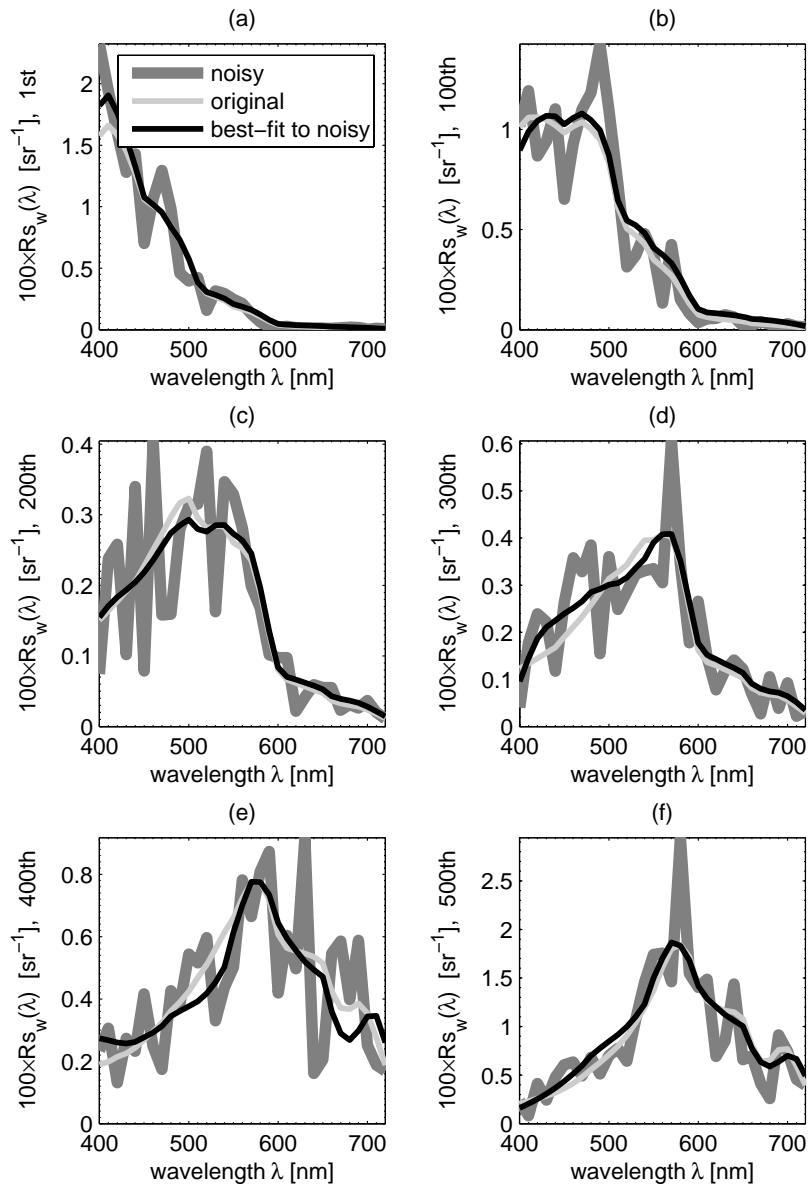 (a)
100×Rs_w(λ) [sr⁻¹], 1st
2
1.5
1
0.5
0
noisy
original
best−fit to noisy
400 500 600 700
wavelength λ [nm]
(b)
100×Rs_w(λ) [sr⁻¹], 100th
1
0.5
0
400 500 600 700
wavelength λ [nm]
(c)
100×Rs_w(λ) [sr⁻¹], 200th
0.4
0.3
0.2
0.1
0
400 500 600 700
wavelength λ [nm]
(d)
100×Rs_w(λ) [sr⁻¹], 300th
0.6
0.5
0.4
0.3
0.2
0.1
0
400 500 600 700
wavelength λ [nm]
(e)
100×Rs_w(λ) [sr⁻¹], 400th
0.8
0.6
0.4
0.2
0
400 500 600 700
wavelength λ [nm]
(f)
100×Rs_w(λ) [sr⁻¹], 500th
2.5
2
1.5
1
0.5
0
400 500 600 700
wavelength λ [nm]